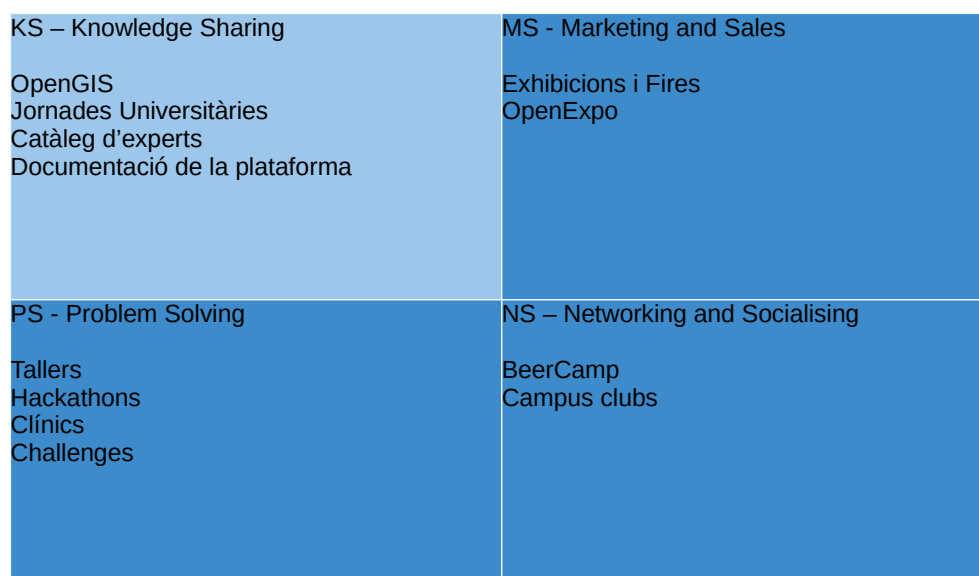 KS – Knowledge Sharing
OpenGIS
Jornades Universitàries
Catàleg d’experts
Documentació de la plataforma
MS - Marketing and Sales
Exhibicions i Fires
OpenExpo
PS - Problem Solving
Tallers
Hackathons
Clínics
Challenges
NS – Networking and Socialising
BeerCamp
Campus clubs